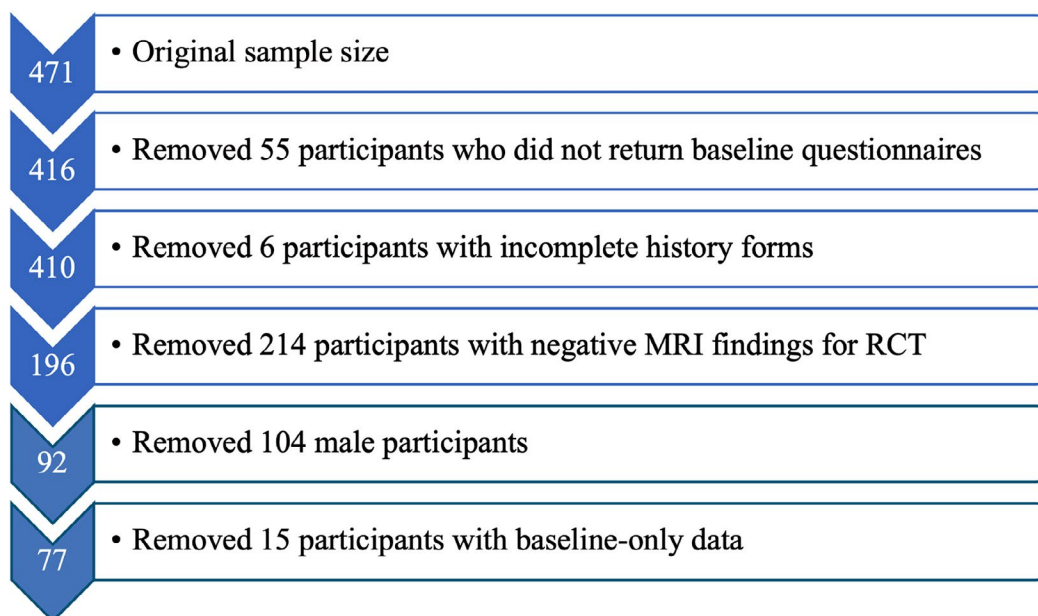 471
• Original sample size
416
• Removed 55 participants who did not return baseline questionnaires
410
• Removed 6 participants with incomplete history forms
196
• Removed 214 participants with negative MRI findings for RCT
92
• Removed 104 male participants
77
• Removed 15 participants with baseline-only data